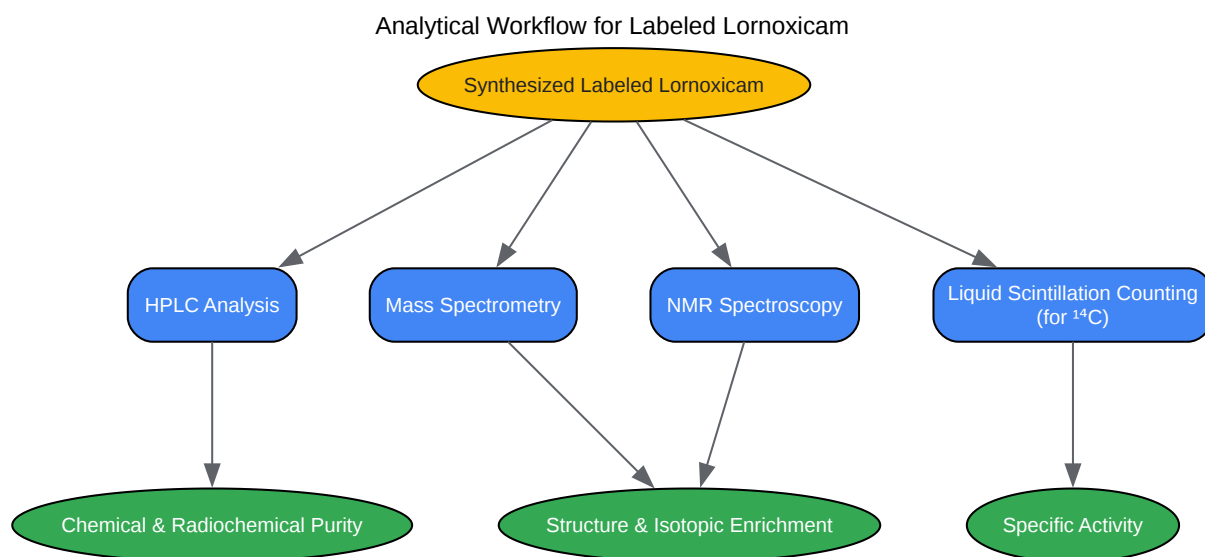 Analytical Workflow for Labeled Lornoxicam
Synthesized Labeled Lornoxicam
HPLC Analysis
Mass Spectrometry
NMR Spectroscopy
Liquid Scintillation Counting
(for ¹⁴C)
Chemical & Radiochemical Purity
Structure & Isotopic Enrichment
Specific Activity